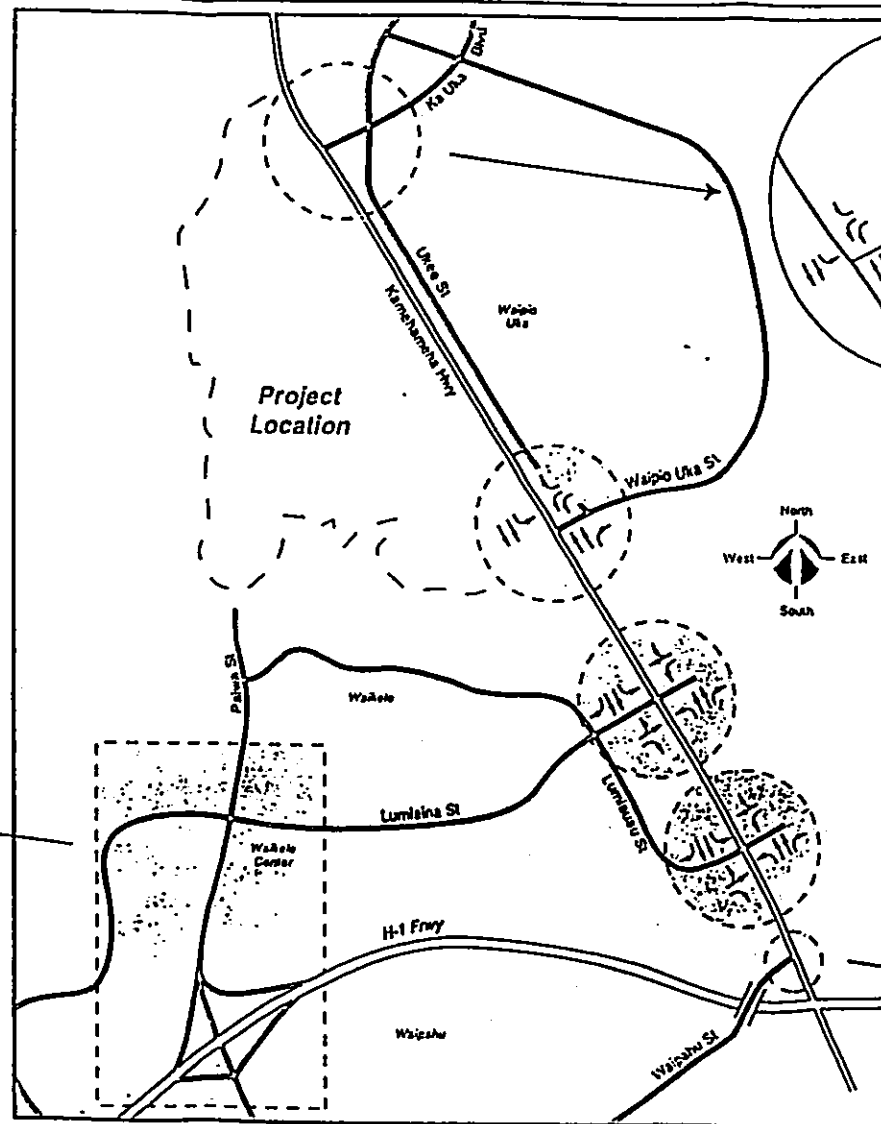 Ka Uka
Blvd
Ukee St
Kamehameha Hwy
Waipio
Uka
Project
Location
Waipio Uka St
North
West
East
South
Paiwa St
Waikele
Lumiaina St
Lumiauau St
Waikele
Center
H-1 Frwy
Waipahu
Waipahu St